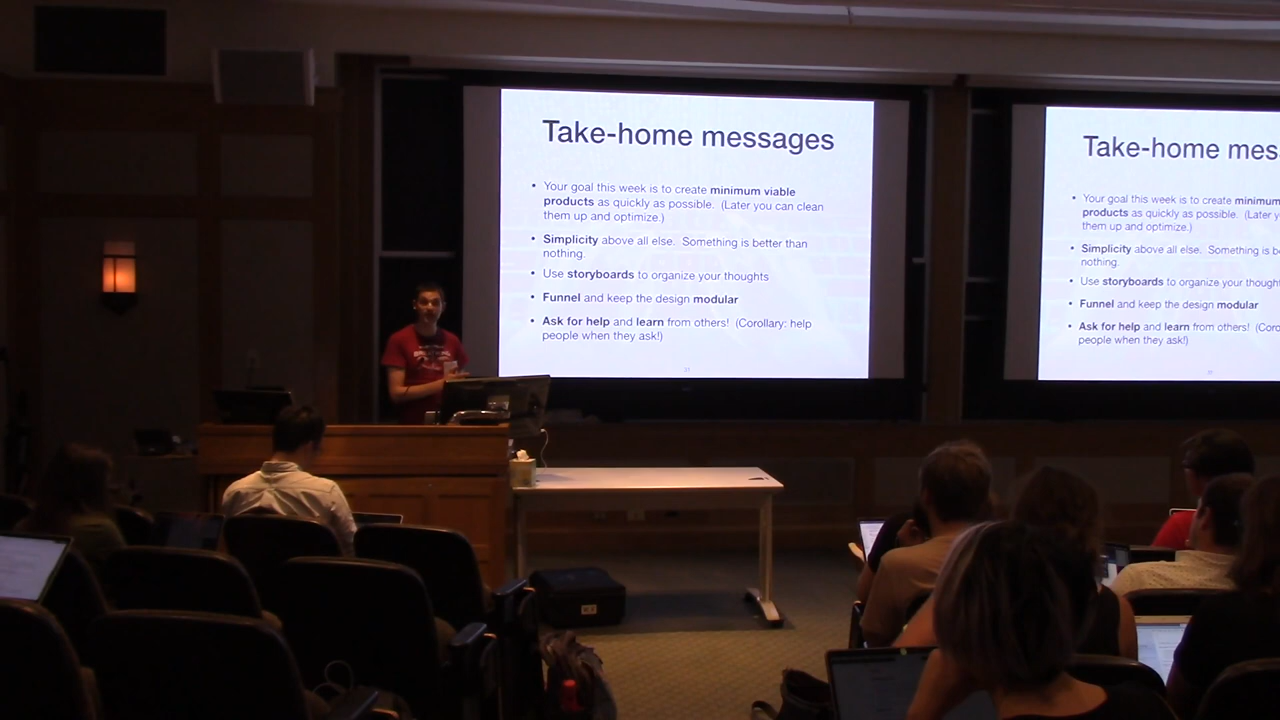 Take-home messages
• Your goal this week is to create minimum viable
products as quickly as possible. (Later you can clean
them up and optimize.)
• Simplicity above all else. Something is better than
nothing.
• Use storyboards to organize your thoughts
• Funnel and keep the design modular
• Ask for help and learn from others! (Corollary: help
people when they ask!)
Take-home mes
• Your goal this week is to create minimum
products as quickly as possible. (Later y
them up and optimize.)
• Simplicity above all else. Something is be
nothing.
• Use storyboards to organize your thought
• Funnel and keep the design modular
• Ask for help and learn from others! (Coro
people when they ask!)